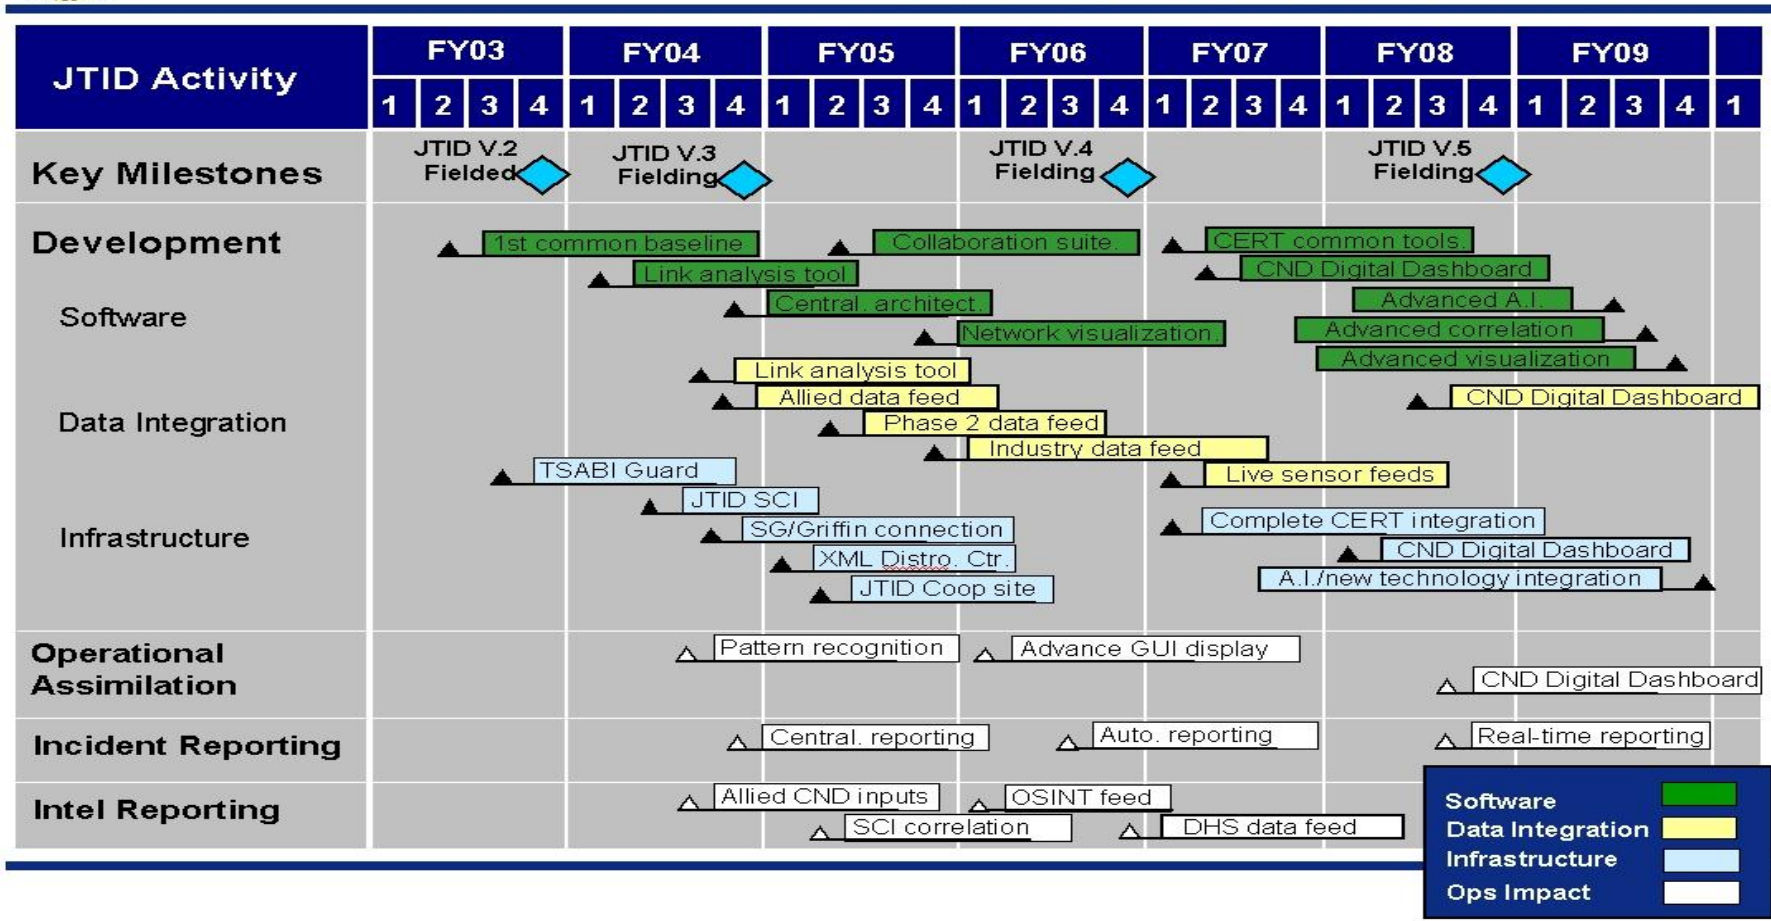 FY03 FY04 FY05 FY06 FY07 FY08 FY09
JTID Activity
1 2 3 4 1 2 3 4 1 2 3 4 1 2 3 4 1 2 3 4 1 2 3 4 1 2 3 4 1
Key Milestones
JTID V.2
Fielded
JTID V.3
Fielding
JTID V.4
Fielding
JTID V.5
Fielding
Development
1st common baseline
Collaboration suite.
CERT common tools.
Link analysis tool
CND Digital Dashboard
Software
Central. architect.
Advanced A.I.
Network visualization.
Advanced correlation
Advanced visualization
Link analysis tool
Allied data feed
CND Digital Dashboard
Data Integration
Phase 2 data feed
Industry data feed
Live sensor feeds
TSABI Guard
JTID SCI
Infrastructure
SG/Griffin connection
Complete CERT integration
XML Distro. Ctr.
CND Digital Dashboard
JTID Coop site
A.I./new technology integration
Operational
Assimilation
Pattern recognition
Advance GUI display
CND Digital Dashboard
Incident Reporting
Central. reporting
Auto. reporting
Real-time reporting
Intel Reporting
Allied CND inputs
OSINT feed
SCI correlation
DHS data feed
Software
Data Integration
Infrastructure
Ops Impact